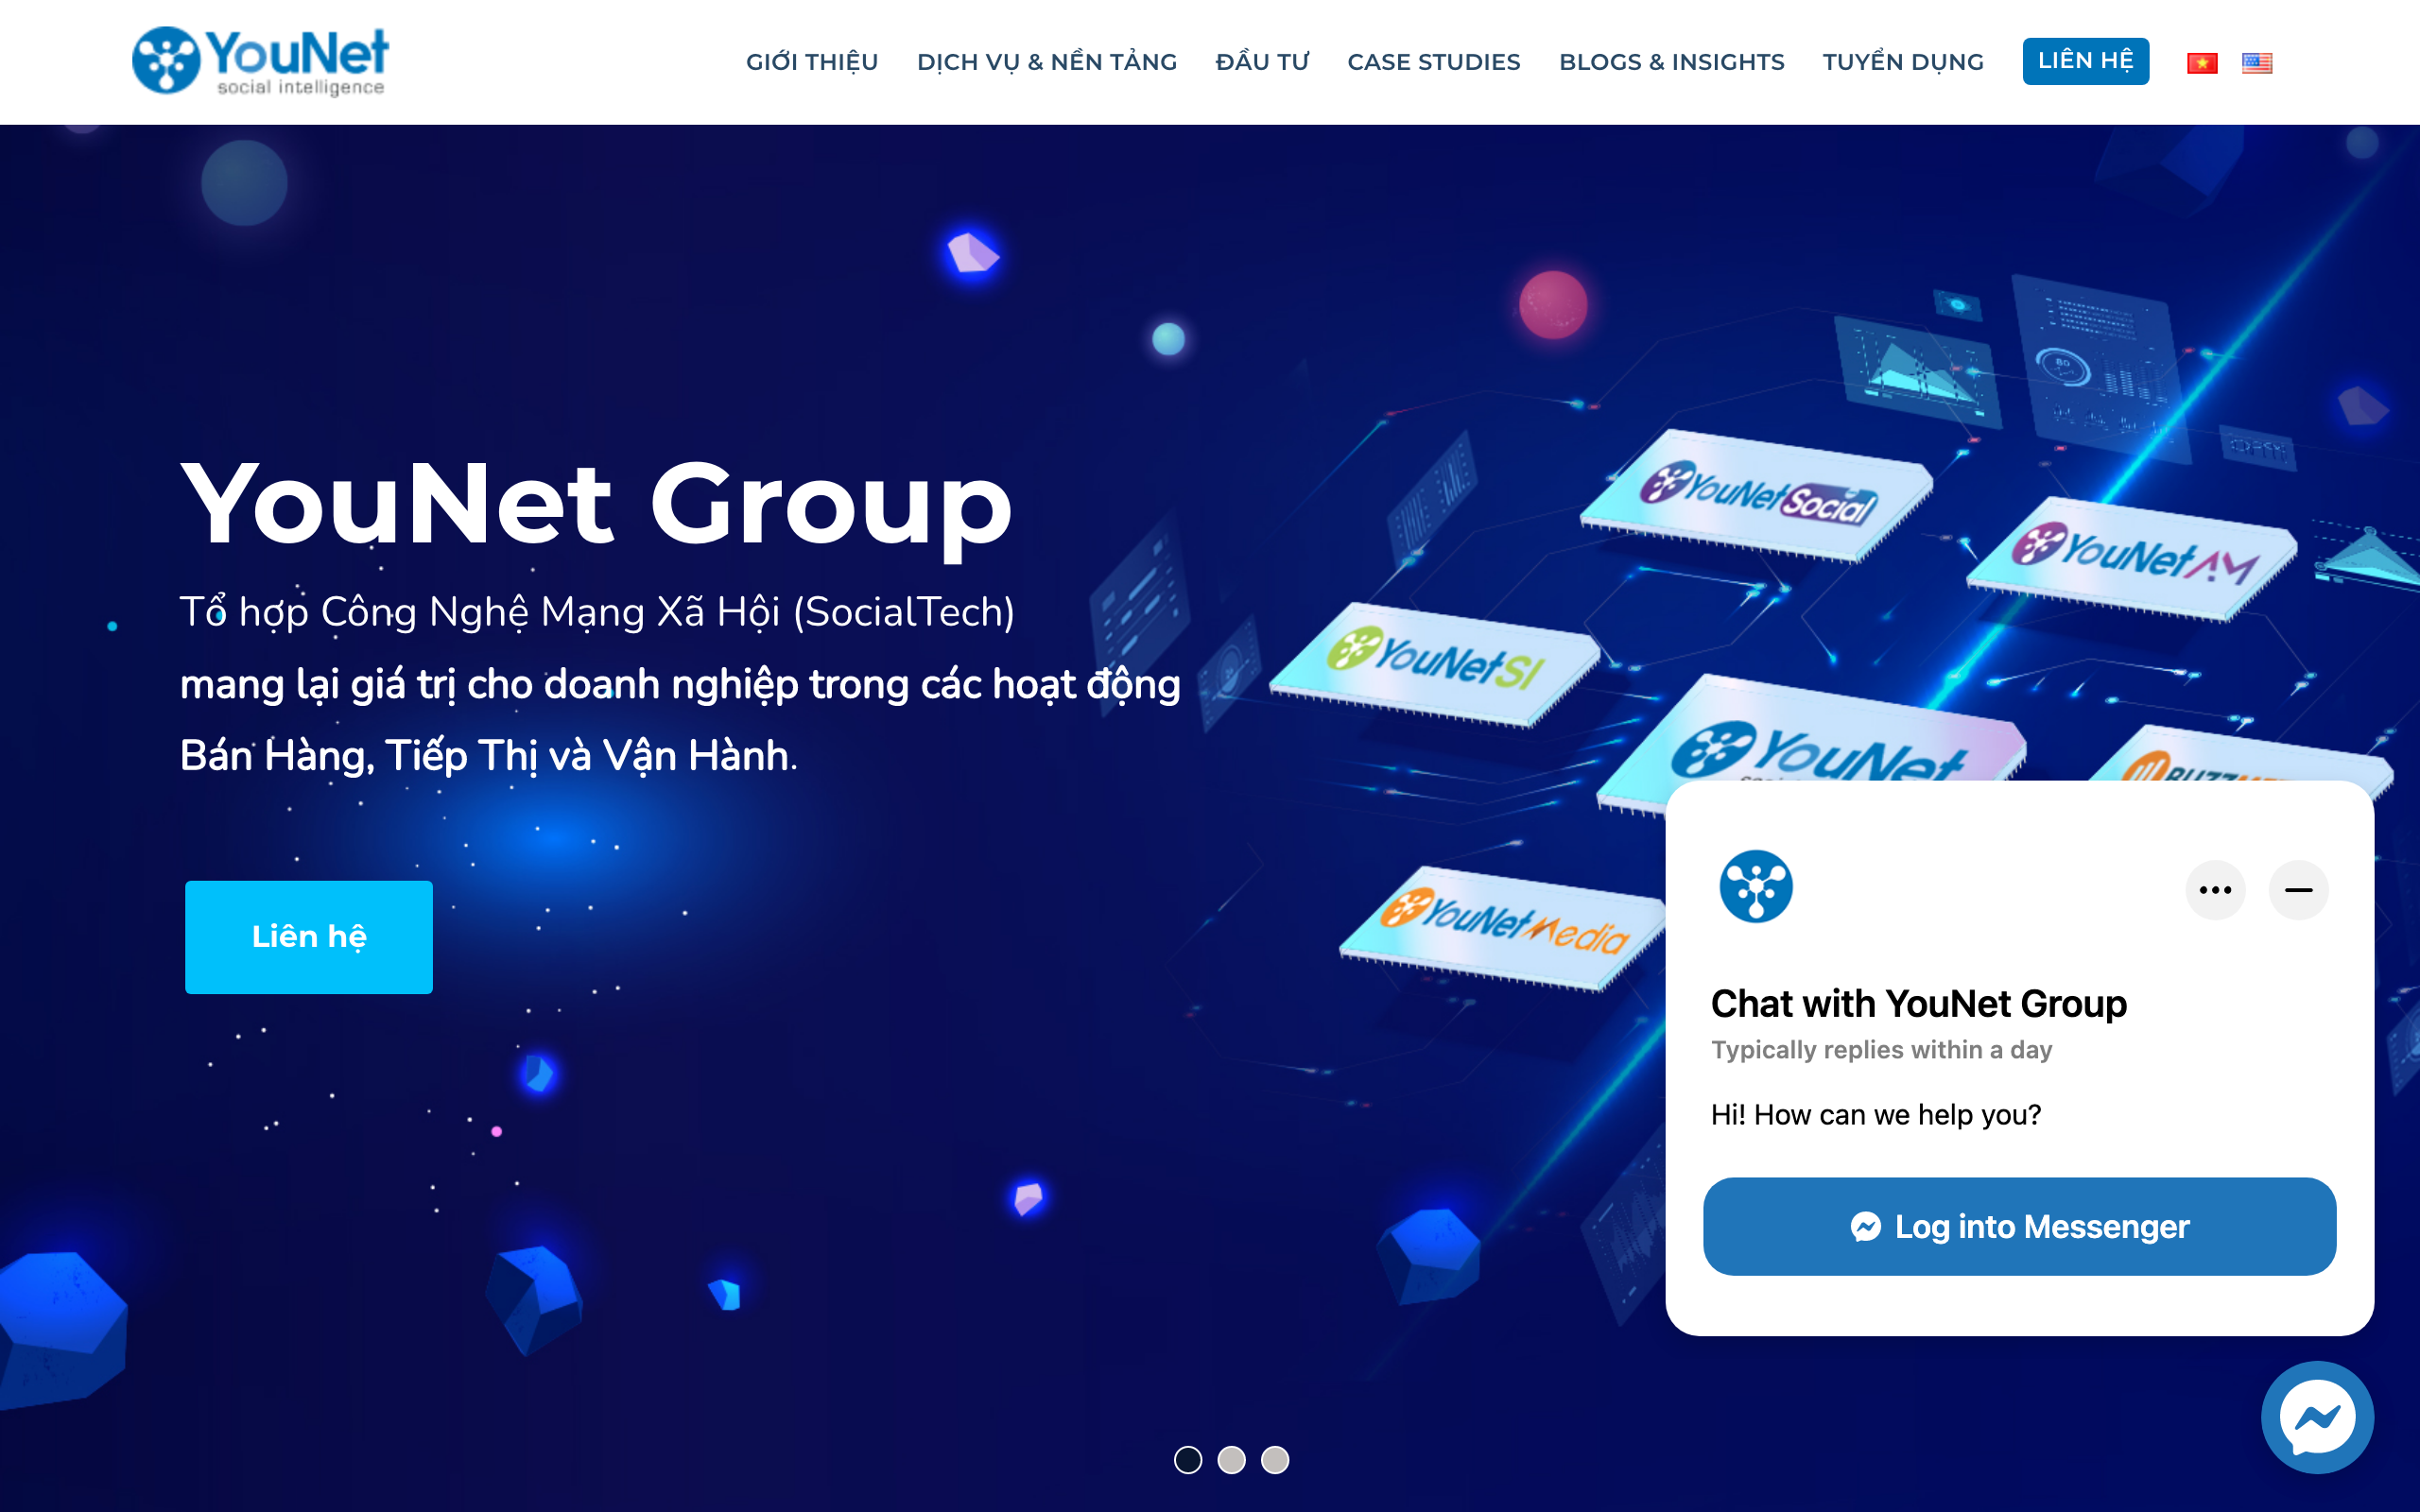 YouNet
social intelligence
GIỚI THIỆU
DỊCH VỤ & NỀN TẢNG
ĐẦU TƯ
CASE STUDIES
BLOGS & INSIGHTS
TUYỂN DỤNG
LIÊN HỆ
YouNet Group
Tổ hợp Công Nghệ Mạng Xã Hội (SocialTech)
mang lại giá trị cho doanh nghiệp trong các hoạt động
Bán Hàng, Tiếp Thị và Vận Hành.
Liên hệ
YouNet Social
YouNet AM
YouNet SI
YouNet
YouNet Media
Chat with YouNet Group
Typically replies within a day
Hi! How can we help you?
Log into Messenger